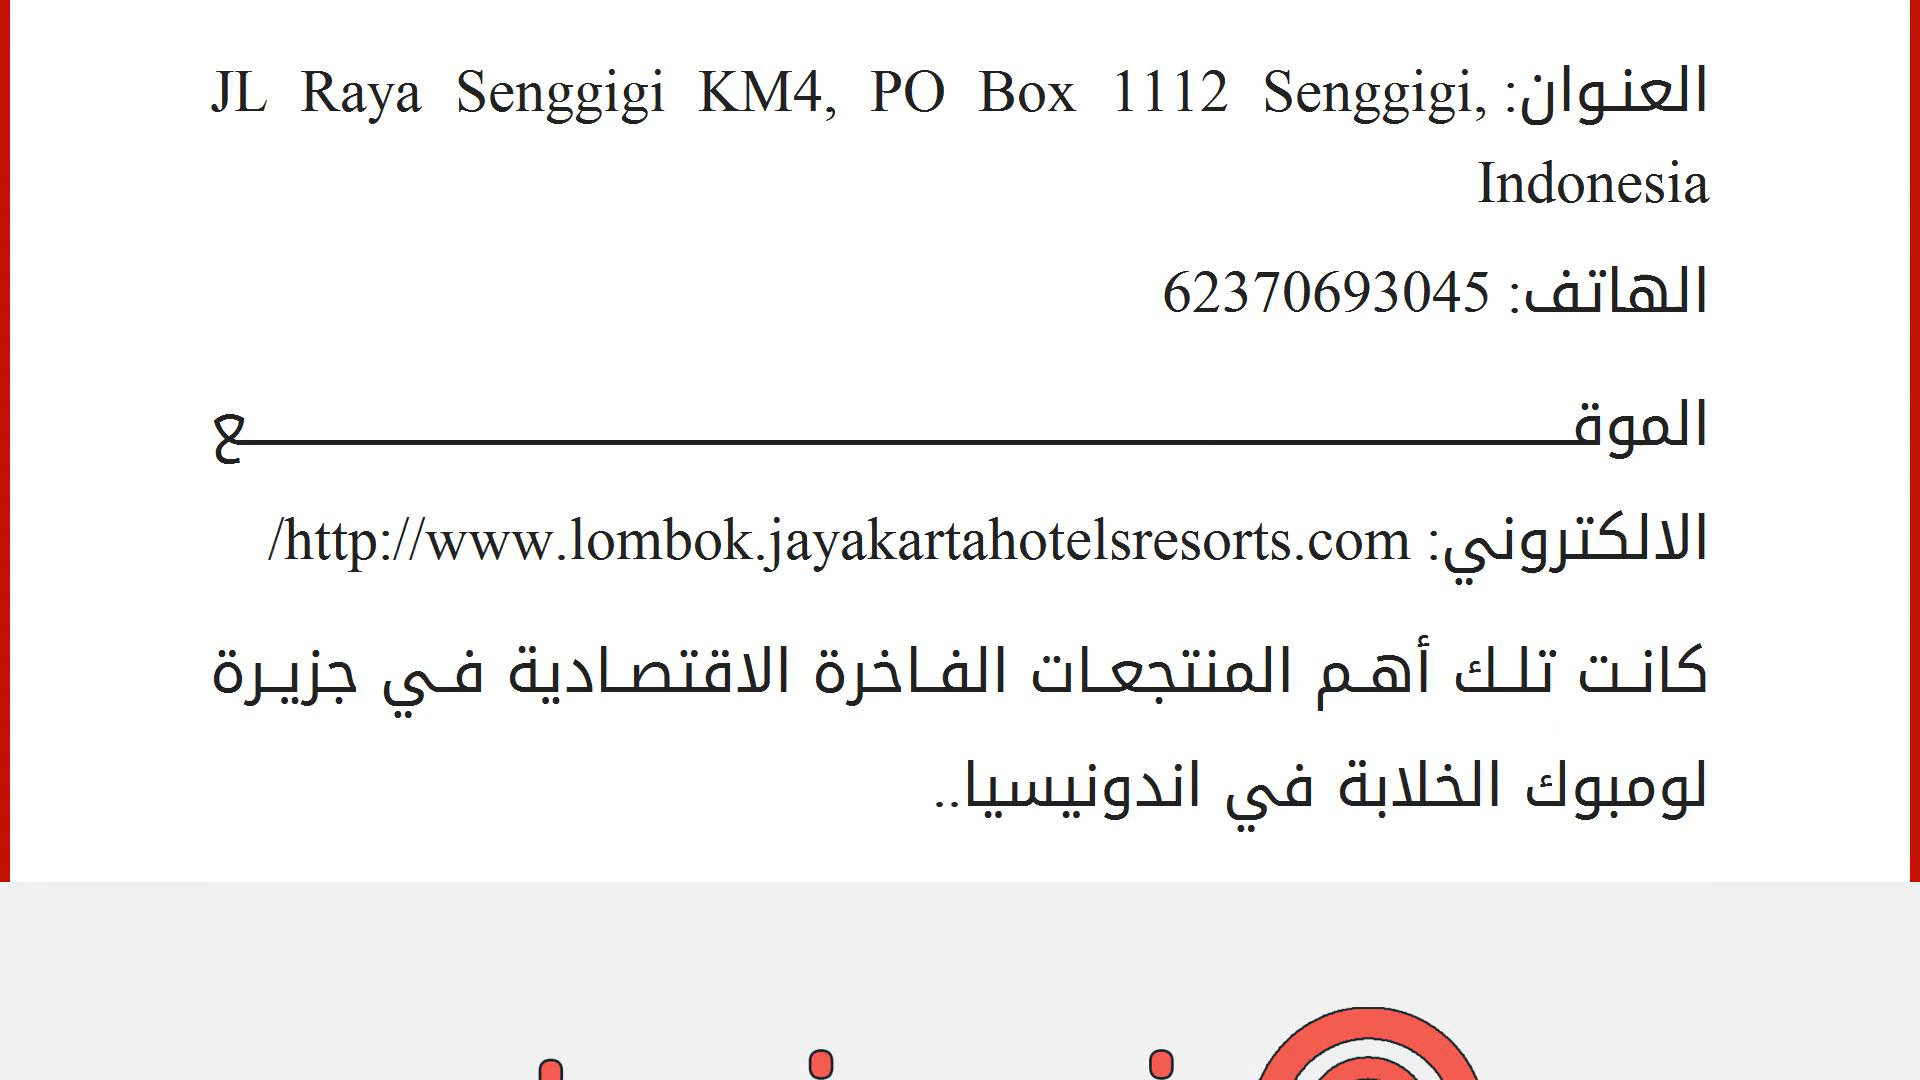 العنوان: JL Raya Senggigi KM4, PO Box 1112 Senggigi,
Indonesia
الهاتف: 62370693045
الموقع
الالكتروني: http://www.lombok.jayakartahotelsresorts.com/
كانت تلك أهم المنتجعات الفاخرة الاقتصادية في جزيرة
لومبوك الخلابة في اندونيسيا..